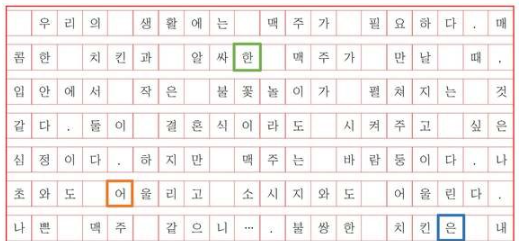 우리의 생활에는 맥주가 필요하다. 매
콤한 치킨과 알싸한 맥주가 만날 때,
입안에서 작은 불꽃놀이가 펼쳐지는 것
같다. 둘이 결혼식이라도 시켜주고 싶은
심정이다. 하지만 맥주는 바람둥이다. 나
초와도 어울리고 소시지와도 어울린다.
나쁜 맥주 같으니…. 불쌍한 치킨은 내